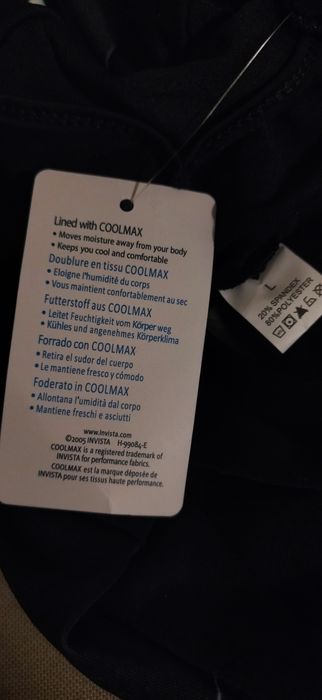 Lined with COOLMAX
• Moves moisture away from your body
• Keeps you cool and comfortable
Doublure en tissu COOLMAX
• Eloigne l'humidité du corps
• Vous maintient confortablement au sec
Futterstoff aus COOLMAX
• Leitet Feuchtigkeit vom Körper weg
• Kühles und angenehmes Körperklima
Forrado con COOLMAX
• Retira el sudor del cuerpo
• Le mantiene fresco y cómodo
Foderato in COOLMAX
• Allontana l'umidità dal corpo
• Mantiene freschi e asciutti
www.invista.com
©2005 INVISTA H-99084-E
COOLMAX is a registered trademark of
INVISTA for performance fabrics.
COOLMAX est la marque déposée de
INVISTA pour ses tissus haute performance.
L
20% SPANDEX
80% POLYESTER